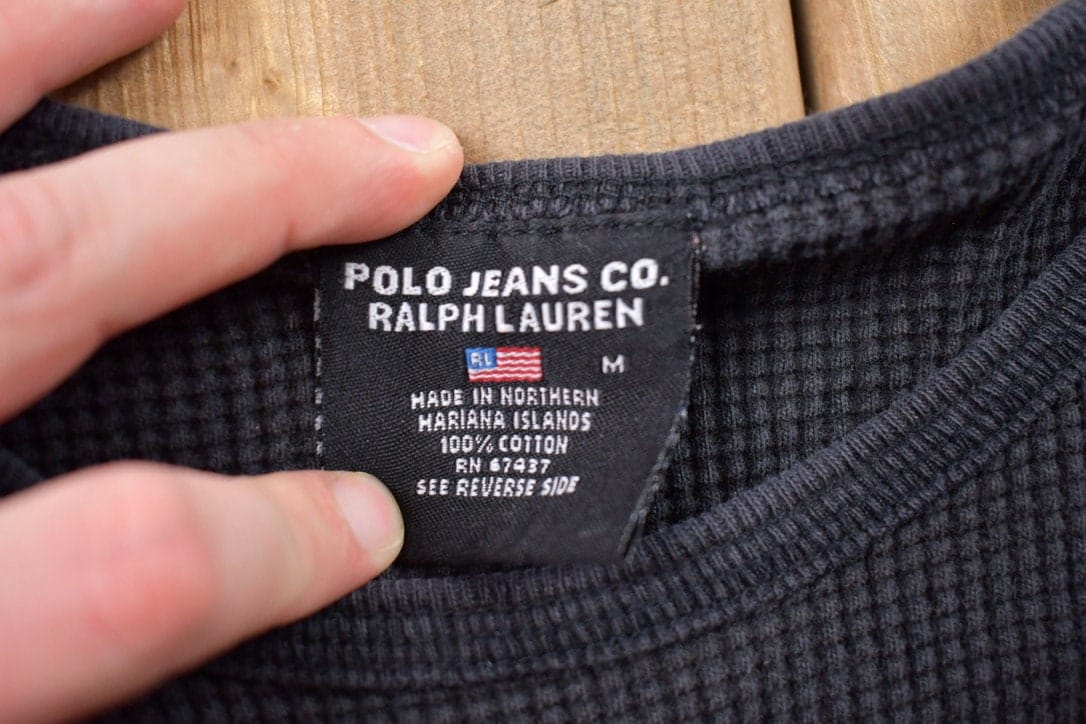 POLO JEANS CO.
RALPH LAUREN
RL M
MADE IN NORTHERN
MARIANA ISLANDS
100% COTTON
RN 67437
SEE REVERSE SIDE